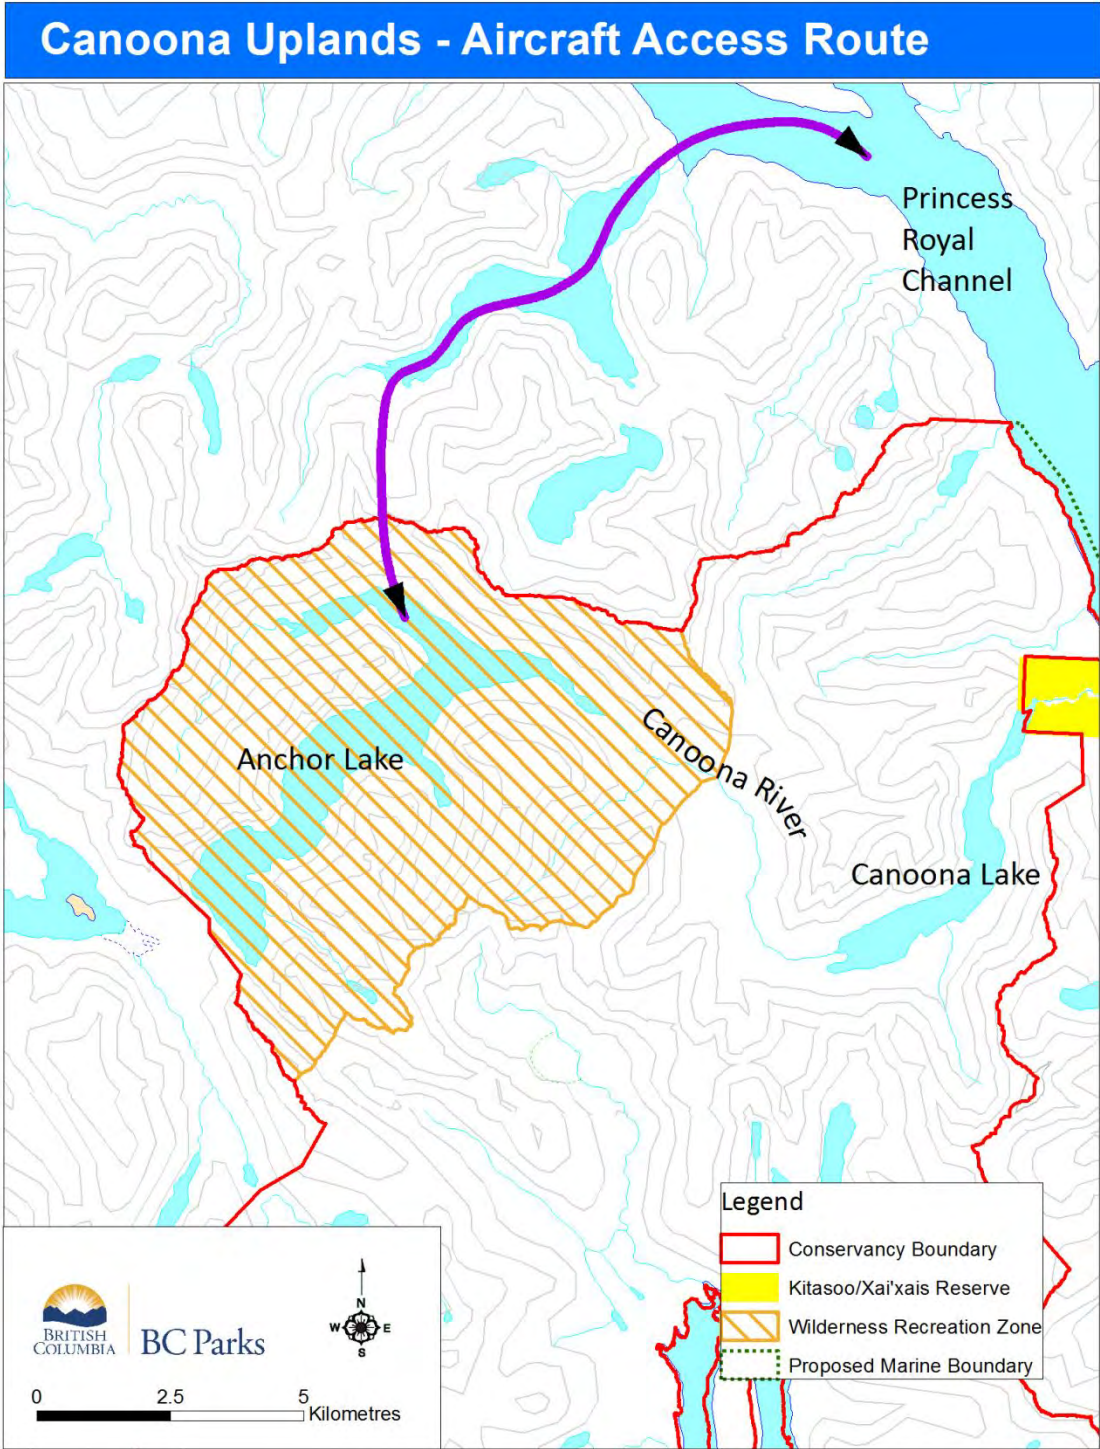 Canoona Uplands - Aircraft Access Route
Princess
Royal
Channel
Anchor Lake
Canoona River
Canoona Lake
Legend
Conservancy Boundary
Kitasoo/Xai'xais Reserve
Wilderness Recreation Zone
Proposed Marine Boundary
BRITISH
COLUMBIA
BC Parks
N
W E
S
0 2.5 5
Kilometres